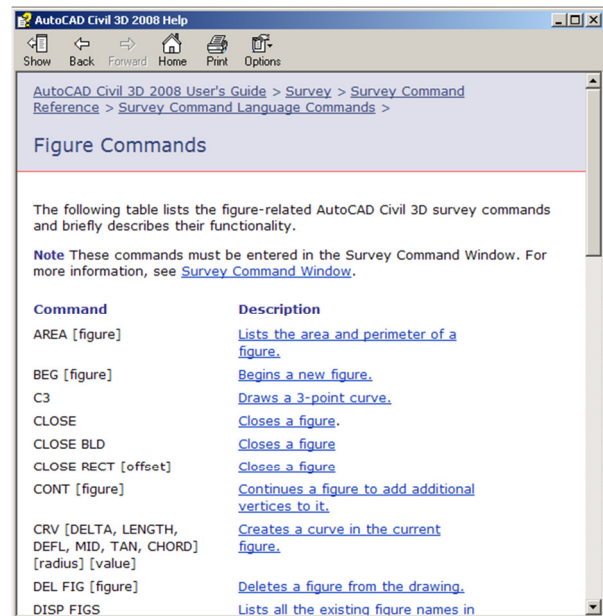 AutoCAD Civil 3D 2008 Help
Show Back Forward Home Print Options
AutoCAD Civil 3D 2008 User's Guide > Survey > Survey Command
Reference > Survey Command Language Commands >
Figure Commands
The following table lists the figure-related AutoCAD Civil 3D survey commands
and briefly describes their functionality.
Note These commands must be entered in the Survey Command Window. For
more information, see Survey Command Window.
Command Description
AREA [figure] Lists the area and perimeter of a
figure.
BEG [figure] Begins a new figure.
C3 Draws a 3-point curve.
CLOSE Closes a figure.
CLOSE BLD Closes a figure
CLOSE RECT [offset] Closes a figure
CONT [figure] Continues a figure to add additional
vertices to it.
CRV [DELTA, LENGTH, Creates a curve in the current
DEFL, MID, TAN, CHORD] figure.
[radius] [value]
DEL FIG [figure] Deletes a figure from the drawing.
DISP FIGS Lists all the existing figure names in